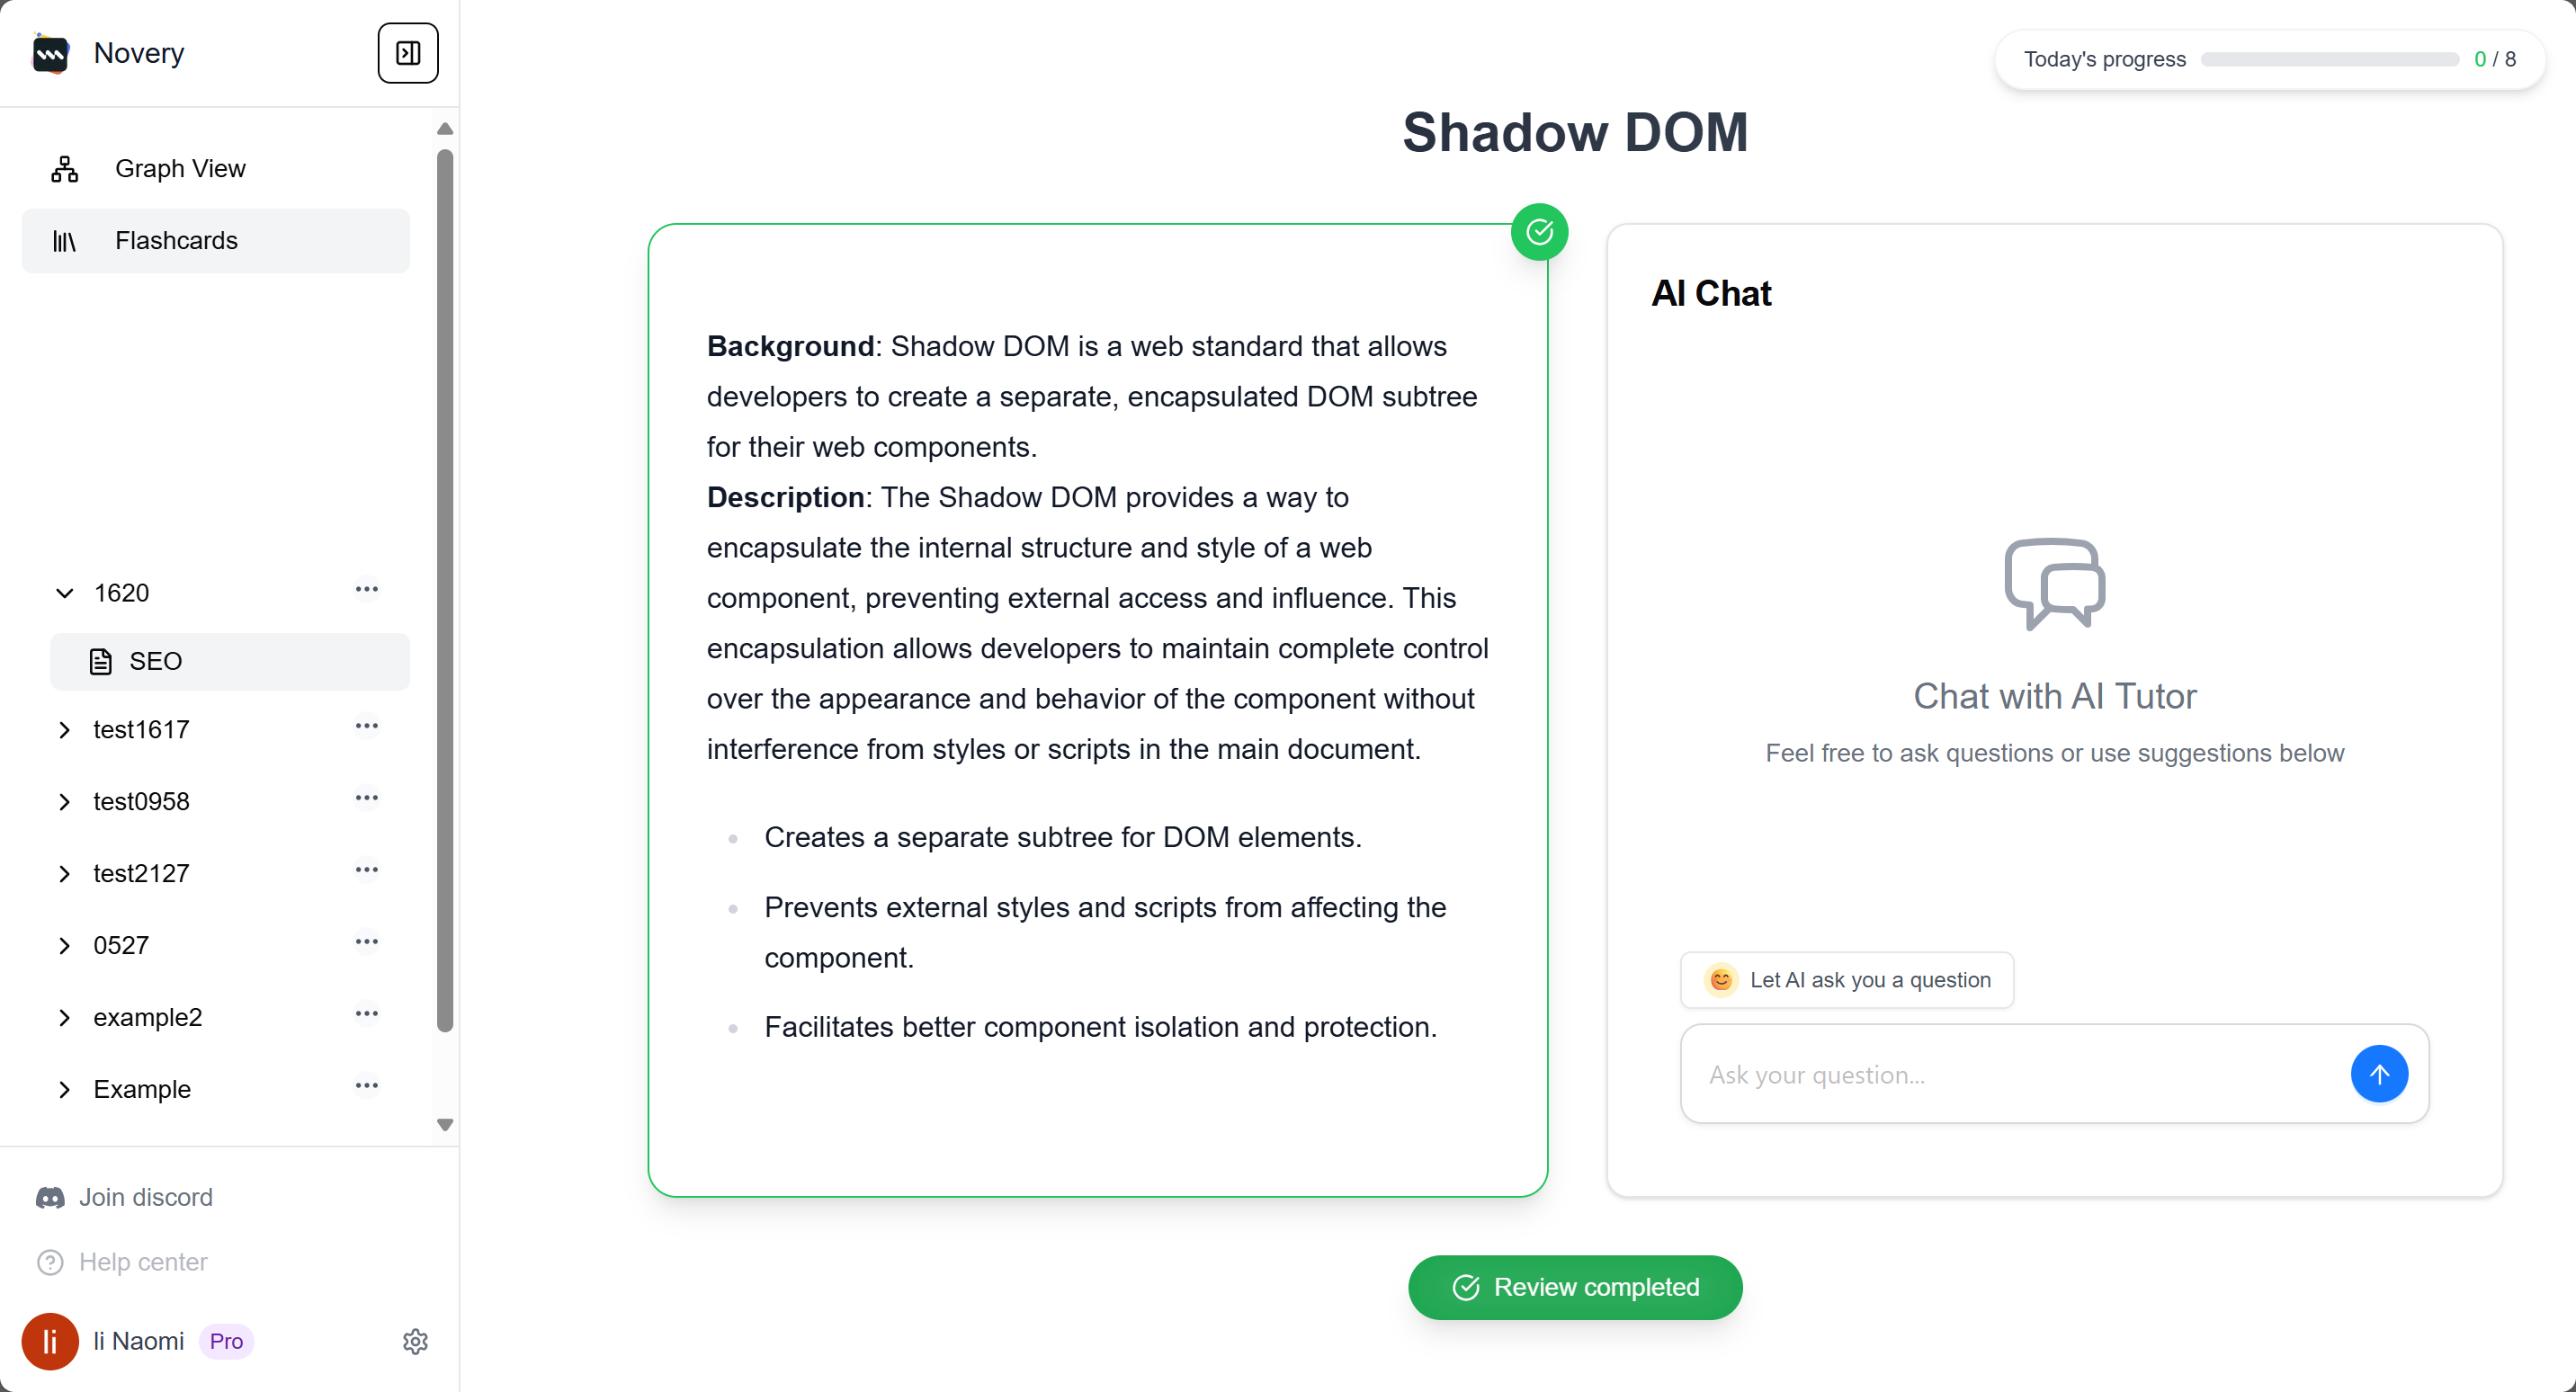 Novery
Graph View
Flashcards
1620
SEO
test1617
test0958
test2127
0527
example2
Example
Join discord
Help center
li
li Naomi
Pro
Today's progress
0 / 8
Shadow DOM
Background: Shadow DOM is a web standard that allows
developers to create a separate, encapsulated DOM subtree
for their web components.
Description: The Shadow DOM provides a way to
encapsulate the internal structure and style of a web
component, preventing external access and influence. This
encapsulation allows developers to maintain complete control
over the appearance and behavior of the component without
interference from styles or scripts in the main document.
Creates a separate subtree for DOM elements.
Prevents external styles and scripts from affecting the
component.
Facilitates better component isolation and protection.
AI Chat
Chat with AI Tutor
Feel free to ask questions or use suggestions below
Let AI ask you a question
Ask your question...
Review completed